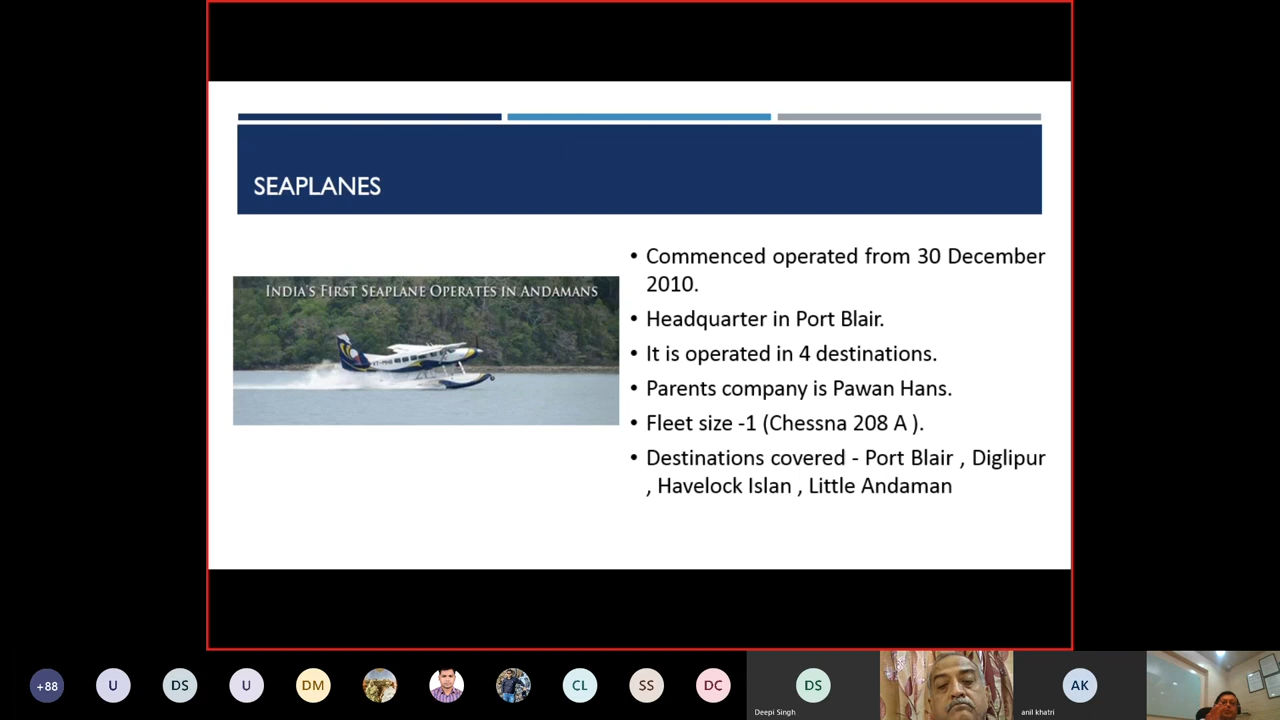 SEAPLANES
INDIA'S FIRST SEAPLANE OPERATES IN ANDAMANS
• Commenced operated from 30 December
2010.
• Headquarter in Port Blair.
• It is operated in 4 destinations.
• Parents company is Pawan Hans.
• Fleet size -1 (Chessna 208 A ).
• Destinations covered - Port Blair , Diglipur
, Havelock Islan , Little Andaman
+88
U
DS
U
DM
CL
SS
DC
DS
AK
Deepi Singh
anil khatri